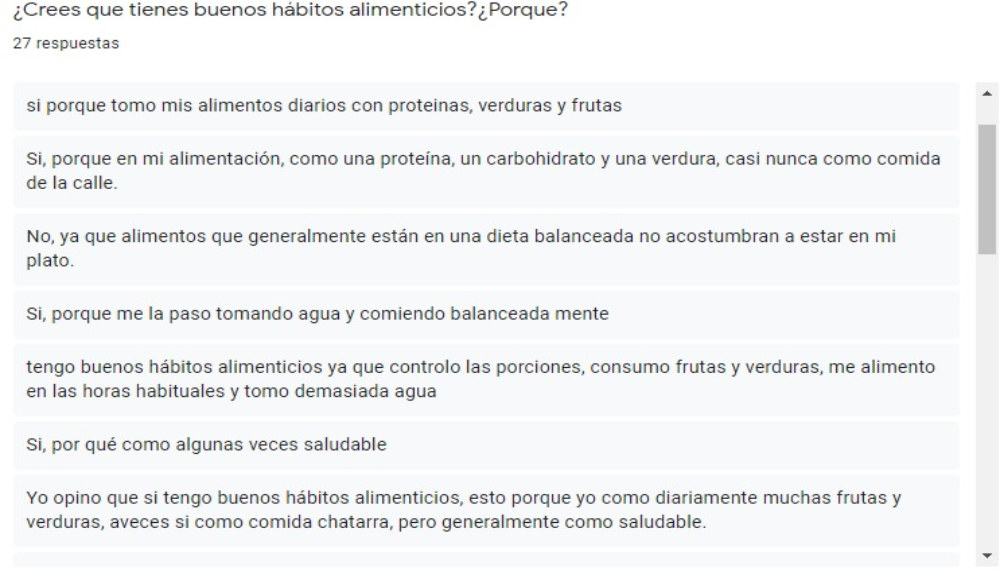 ¿Crees que tienes buenos hábitos alimenticios?¿Porque?
27 respuestas
si porque tomo mis alimentos diarios con proteinas, verduras y frutas
Si, porque en mi alimentación, como una proteína, un carbohidrato y una verdura, casi nunca como comida
de la calle.
No, ya que alimentos que generalmente están en una dieta balanceada no acostumbran a estar en mi
plato.
Si, porque me la paso tomando agua y comiendo balanceada mente
tengo buenos hábitos alimenticios ya que controlo las porciones, consumo frutas y verduras, me alimento
en las horas habituales y tomo demasiada agua
Si, por qué como algunas veces saludable
Yo opino que si tengo buenos hábitos alimenticios, esto porque yo como diariamente muchas frutas y
verduras, aveces si como comida chatarra, pero generalmente como saludable.